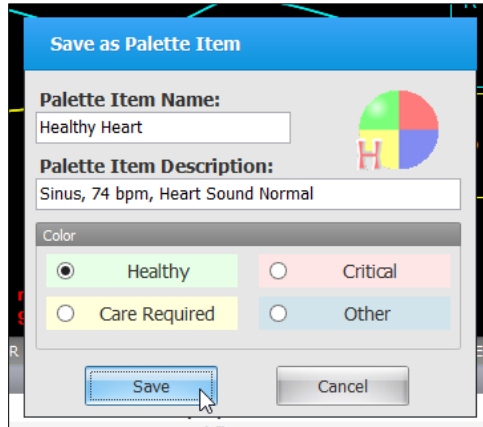 Save as Palette Item
Palette Item Name:
Healthy Heart
H
Palette Item Description:
Sinus, 74 bpm, Heart Sound Normal
Color
Healthy
Critical
Care Required
Other
Save
Cancel